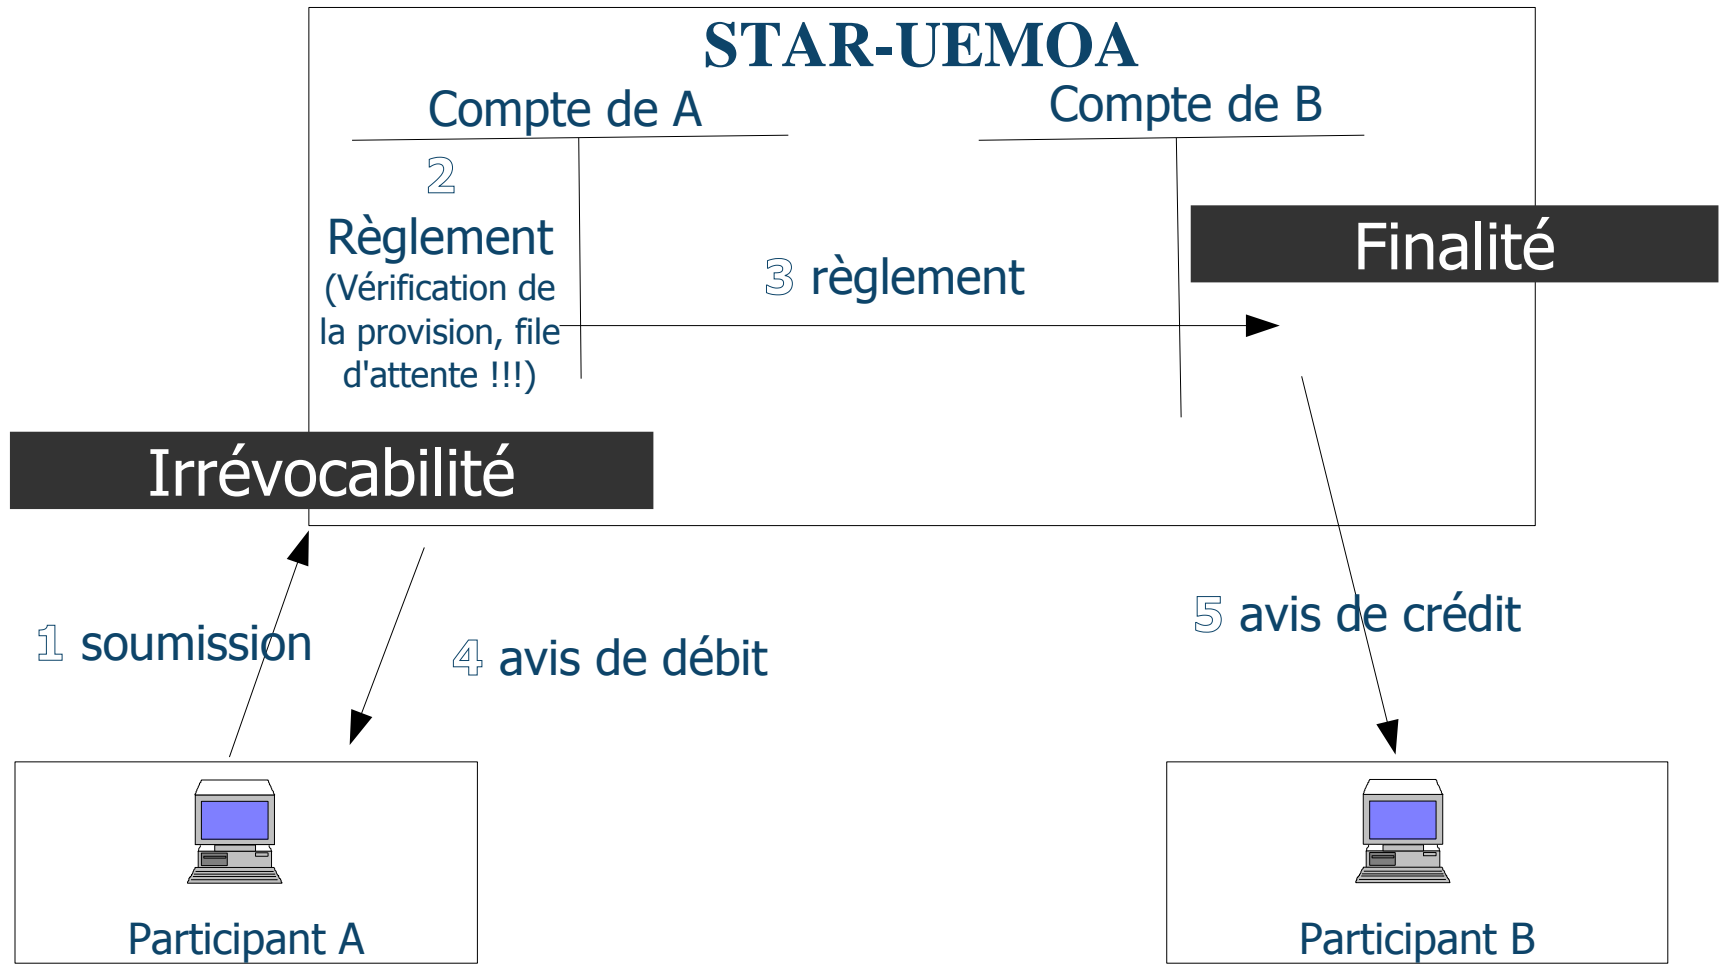 STAR-UEMOA
Compte de A
Compte de B
2
Règlement
(Vérification de
la provision, file
d'attente !!!)
3 règlement
Finalité
Irrévocabilité
1 soumission
4 avis de débit
5 avis de crédit
Participant A
Participant B